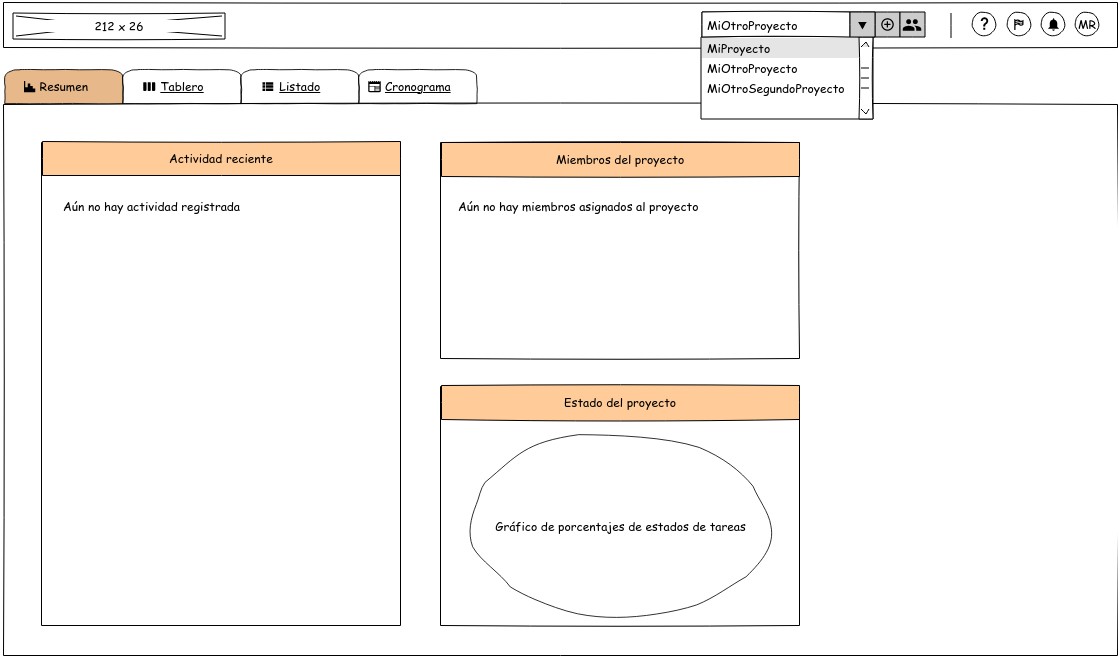 212 x 26
MiOtroProyecto
? MR
MiProyecto
MiOtroProyecto
MiOtroSegundoProyecto
Resumen
Tablero
Listado
Cronograma
Actividad reciente
Aún no hay actividad registrada
Miembros del proyecto
Aún no hay miembros asignados al proyecto
Estado del proyecto
Gráfico de porcentajes de estados de tareas